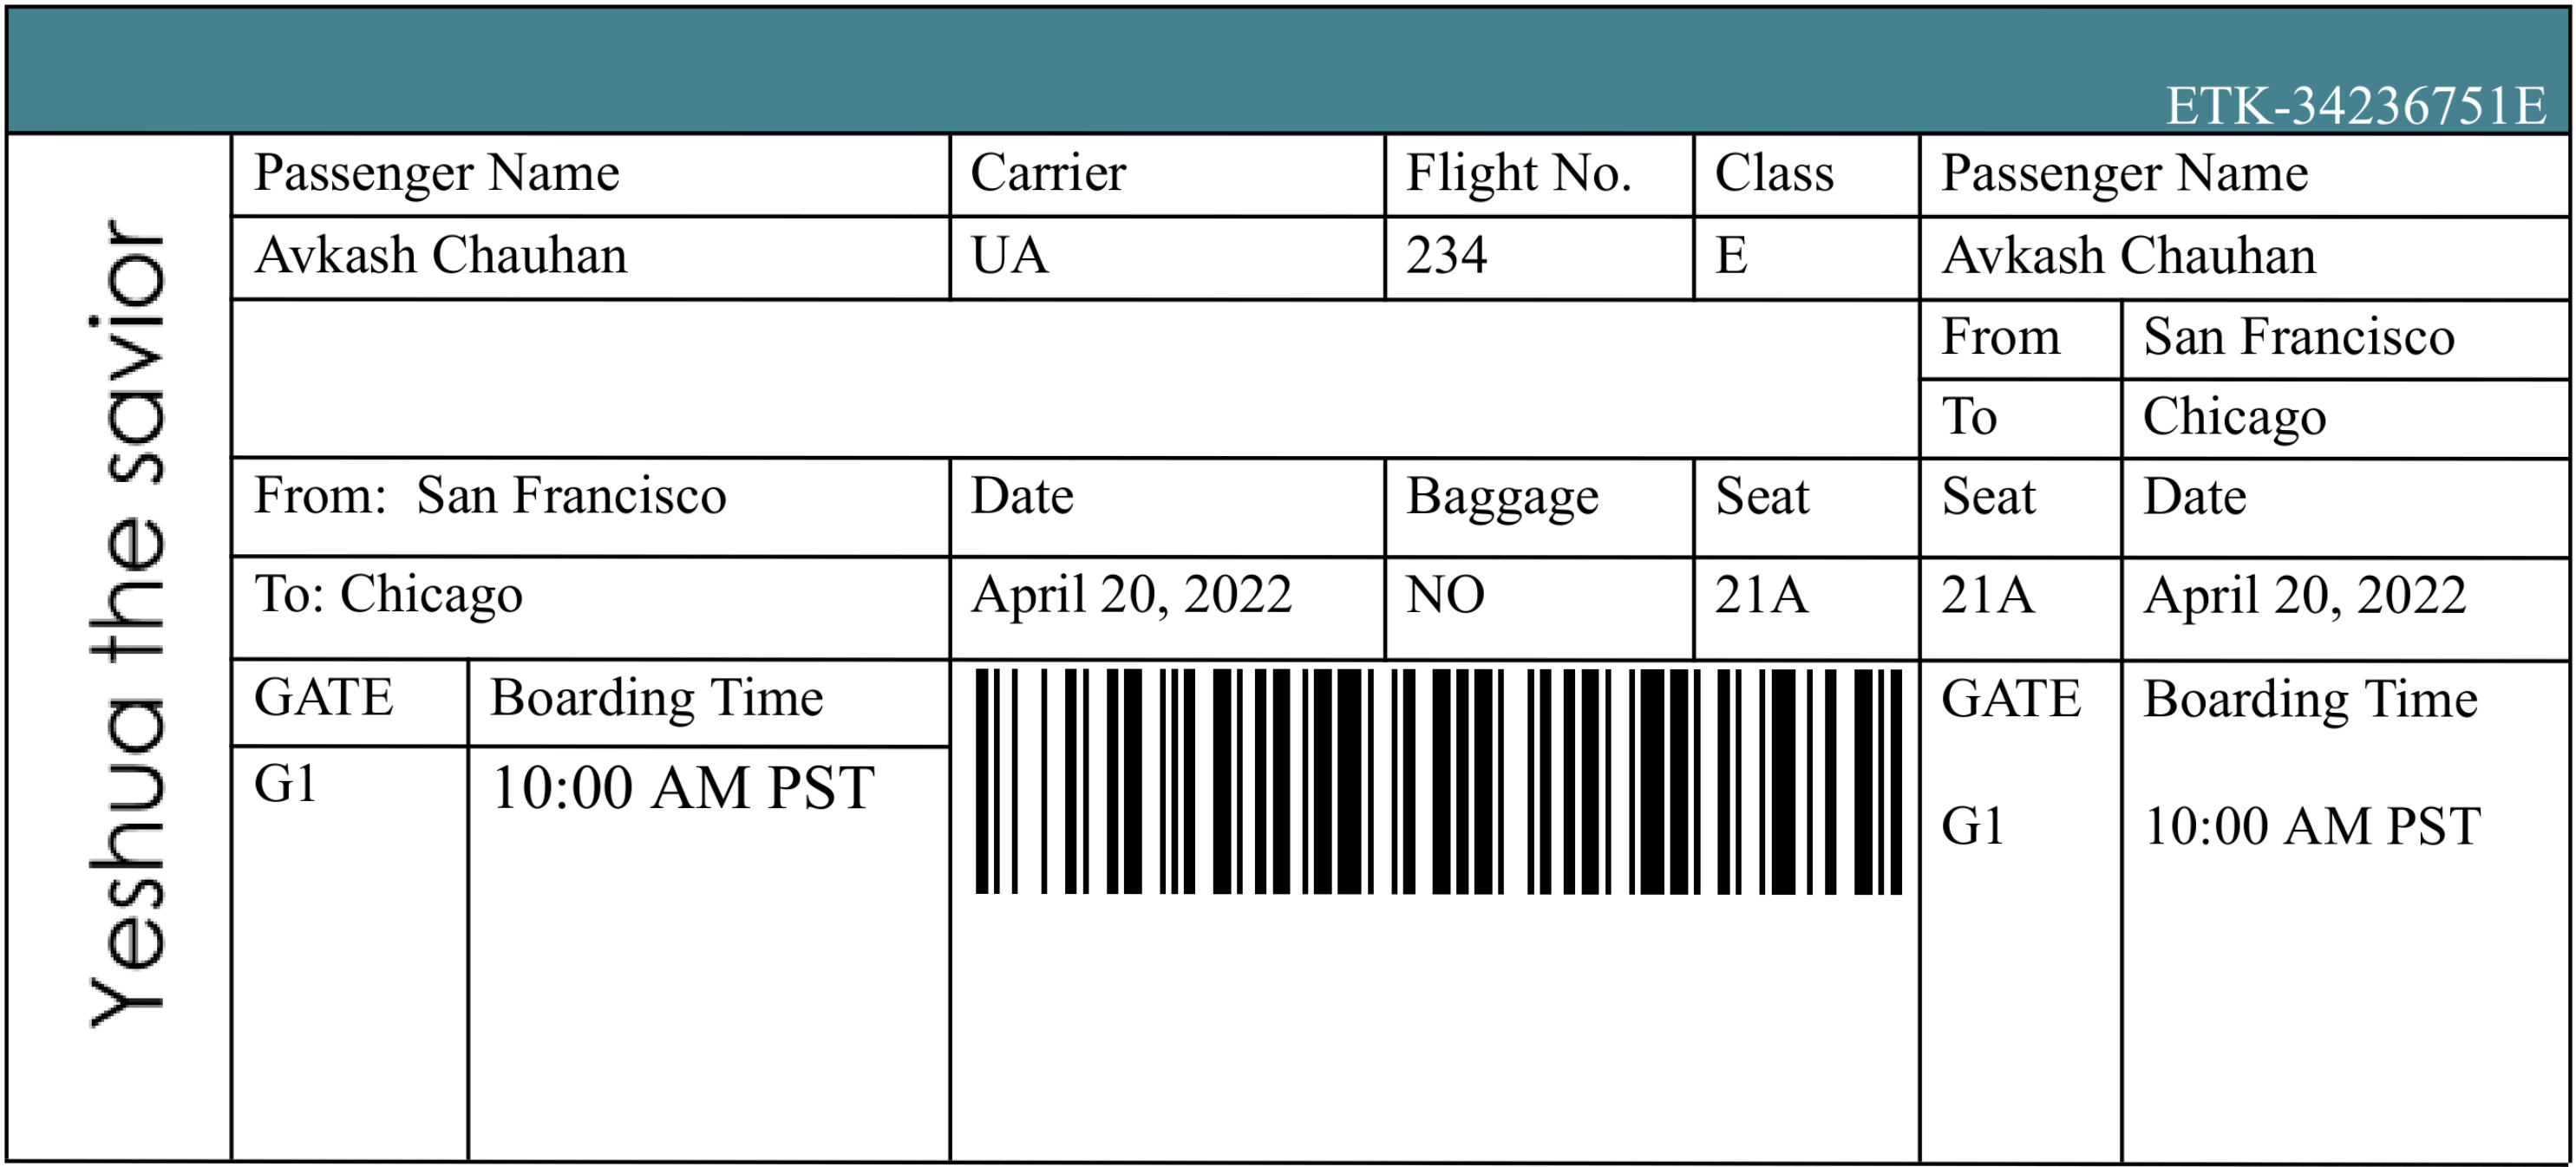 ETK-34236751E
Yeshua the savior
Passenger Name Carrier Flight No. Class Passenger Name
Avkash Chauhan UA 234 E Avkash Chauhan
From San Francisco
To Chicago
From: San Francisco Date Baggage Seat Seat Date
To: Chicago April 20, 2022 NO 21A 21A April 20, 2022
GATE Boarding Time GATE Boarding Time
G1 10:00 AM PST G1 10:00 AM PST